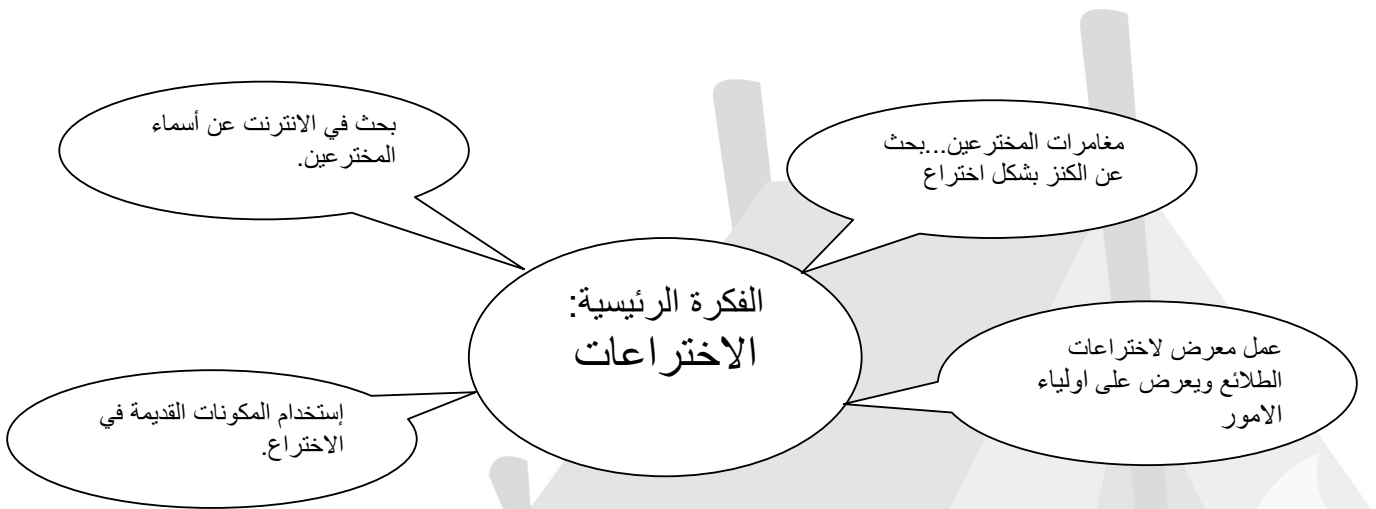 مغامرات المخترعين...بحث
عن الكنز بشكل اختراع
بحث في الانترنت عن أسماء
المخترعين.
الفكرة الرئيسية:
الاختراعات
عمل معرض لاختراعات
الطلائع ويعرض على اولياء
الامور
إستخدام المكونات القديمة في
الاختراع.